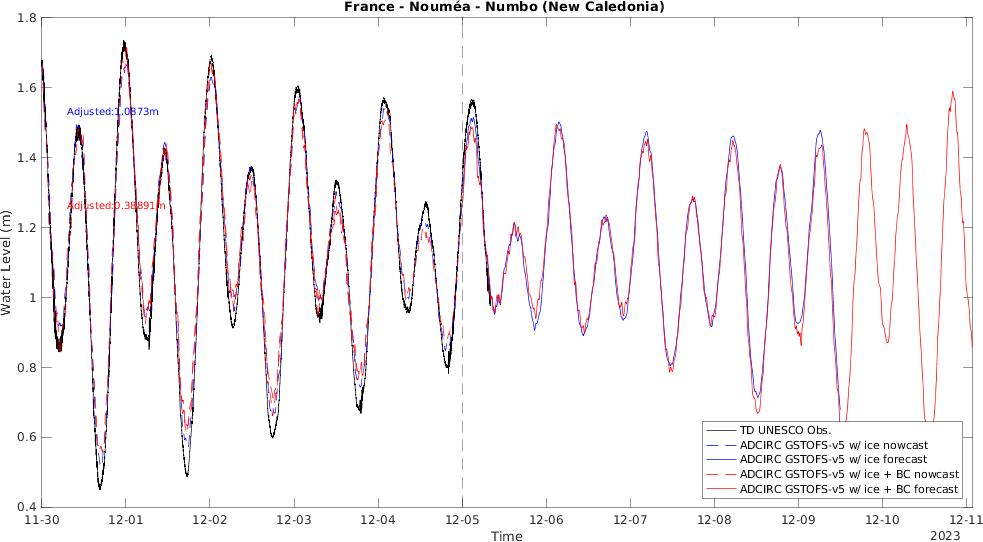 France - Nouméa - Numbo (New Caledonia)
1.8
1.6
1.4
1.2
1
0.8
0.6
0.4
Water Level (m)
Adjusted:1.0873m
Adjusted:0.38891m
TD UNESCO Obs.
ADCIRC GSTOFS-v5 w/ ice nowcast
ADCIRC GSTOFS-v5 w/ ice forecast
ADCIRC GSTOFS-v5 w/ ice + BC nowcast
ADCIRC GSTOFS-v5 w/ ice + BC forecast
11-30 12-01 12-02 12-03 12-04 12-05 12-06 12-07 12-08 12-09 12-10 12-11
Time
2023